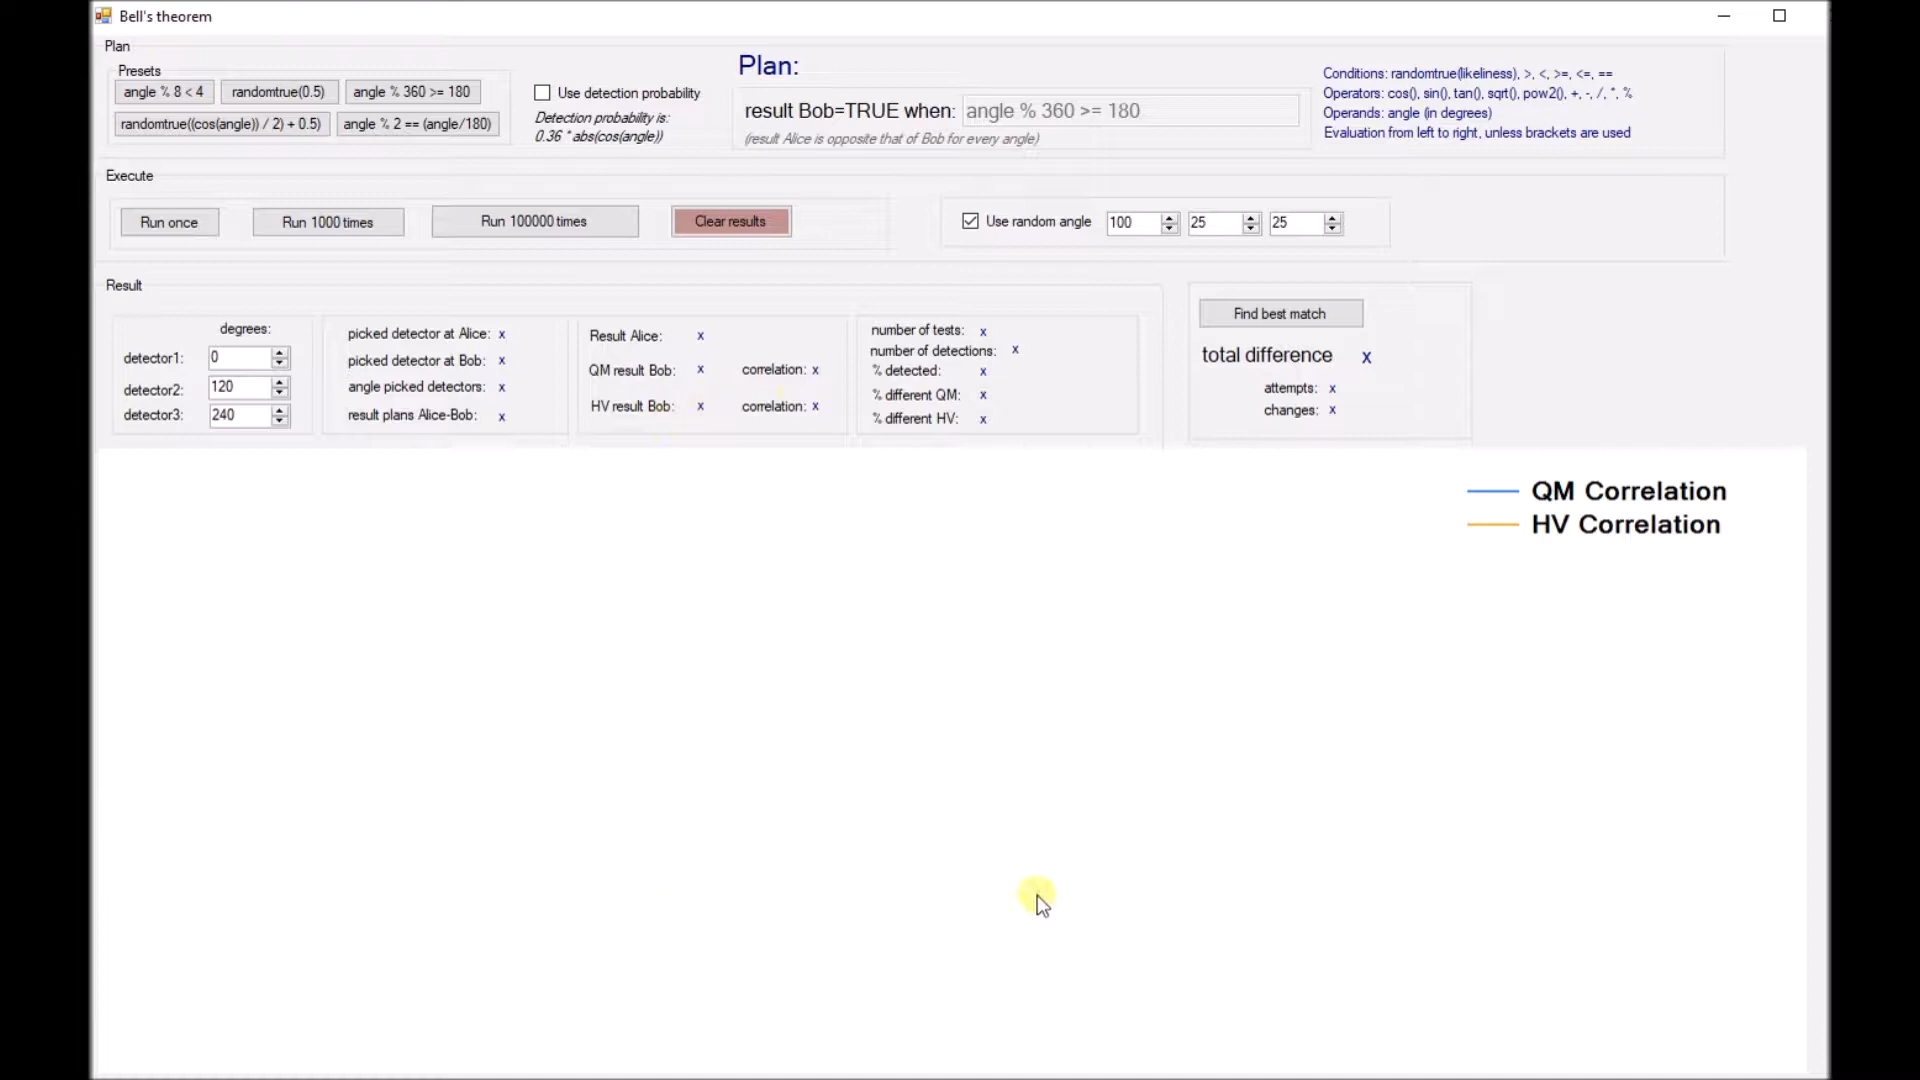 Bell's theorem
Plan
Presets
angle % 8 < 4
randomtrue(0.5)
angle % 360 >= 180
randomtrue((cos(angle)) / 2) + 0.5)
angle % 2 == (angle/180)
Use detection probability
Detection probability is:
0.36 * abs(cos(angle))
Plan:
result Bob=TRUE when: angle % 360 >= 180
(result Alice is opposite that of Bob for every angle)
Conditions: randomtrue(likeliness), >, <, >=, <=, ==
Operators: cos(), sin(), tan(), sqrt(), pow2(), +, -, /, *, %
Operands: angle (in degrees)
Evaluation from left to right, unless brackets are used
Execute
Run once
Run 1000 times
Run 100000 times
Clear results
Use random angle 100 25 25
Result
degrees:
detector1: 0
detector2: 120
detector3: 240
picked detector at Alice: x
picked detector at Bob: x
angle picked detectors: x
result plans Alice-Bob: x
Result Alice: x
QM result Bob: x correlation: x
HV result Bob: x correlation: x
number of tests: x
number of detections: x
% detected: x
% different QM: x
% different HV: x
Find best match
total difference x
attempts: x
changes: x
QM Correlation
HV Correlation